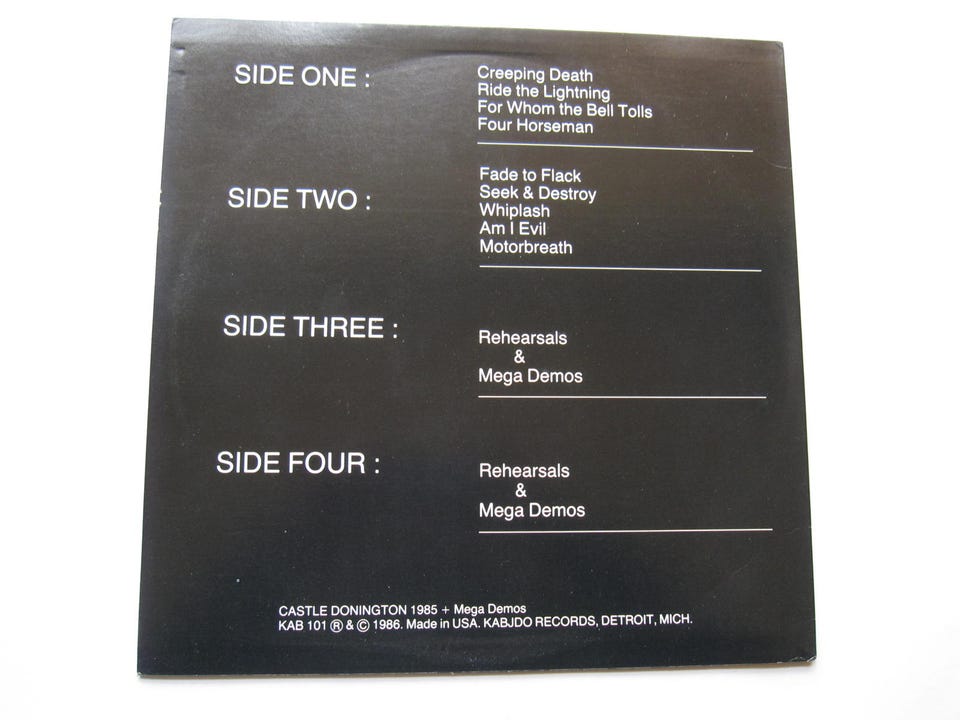 SIDE ONE :
Creeping Death
Ride the Lightning
For Whom the Bell Tolls
Four Horseman
SIDE TWO :
Fade to Flack
Seek & Destroy
Whiplash
Am I Evil
Motorbreath
SIDE THREE :
Rehearsals
&
Mega Demos
SIDE FOUR :
Rehearsals
&
Mega Demos
CASTLE DONINGTON 1985 + Mega Demos
KAB 101 Ⓡ & © 1986. Made in USA. KABJDO RECORDS, DETROIT, MICH.